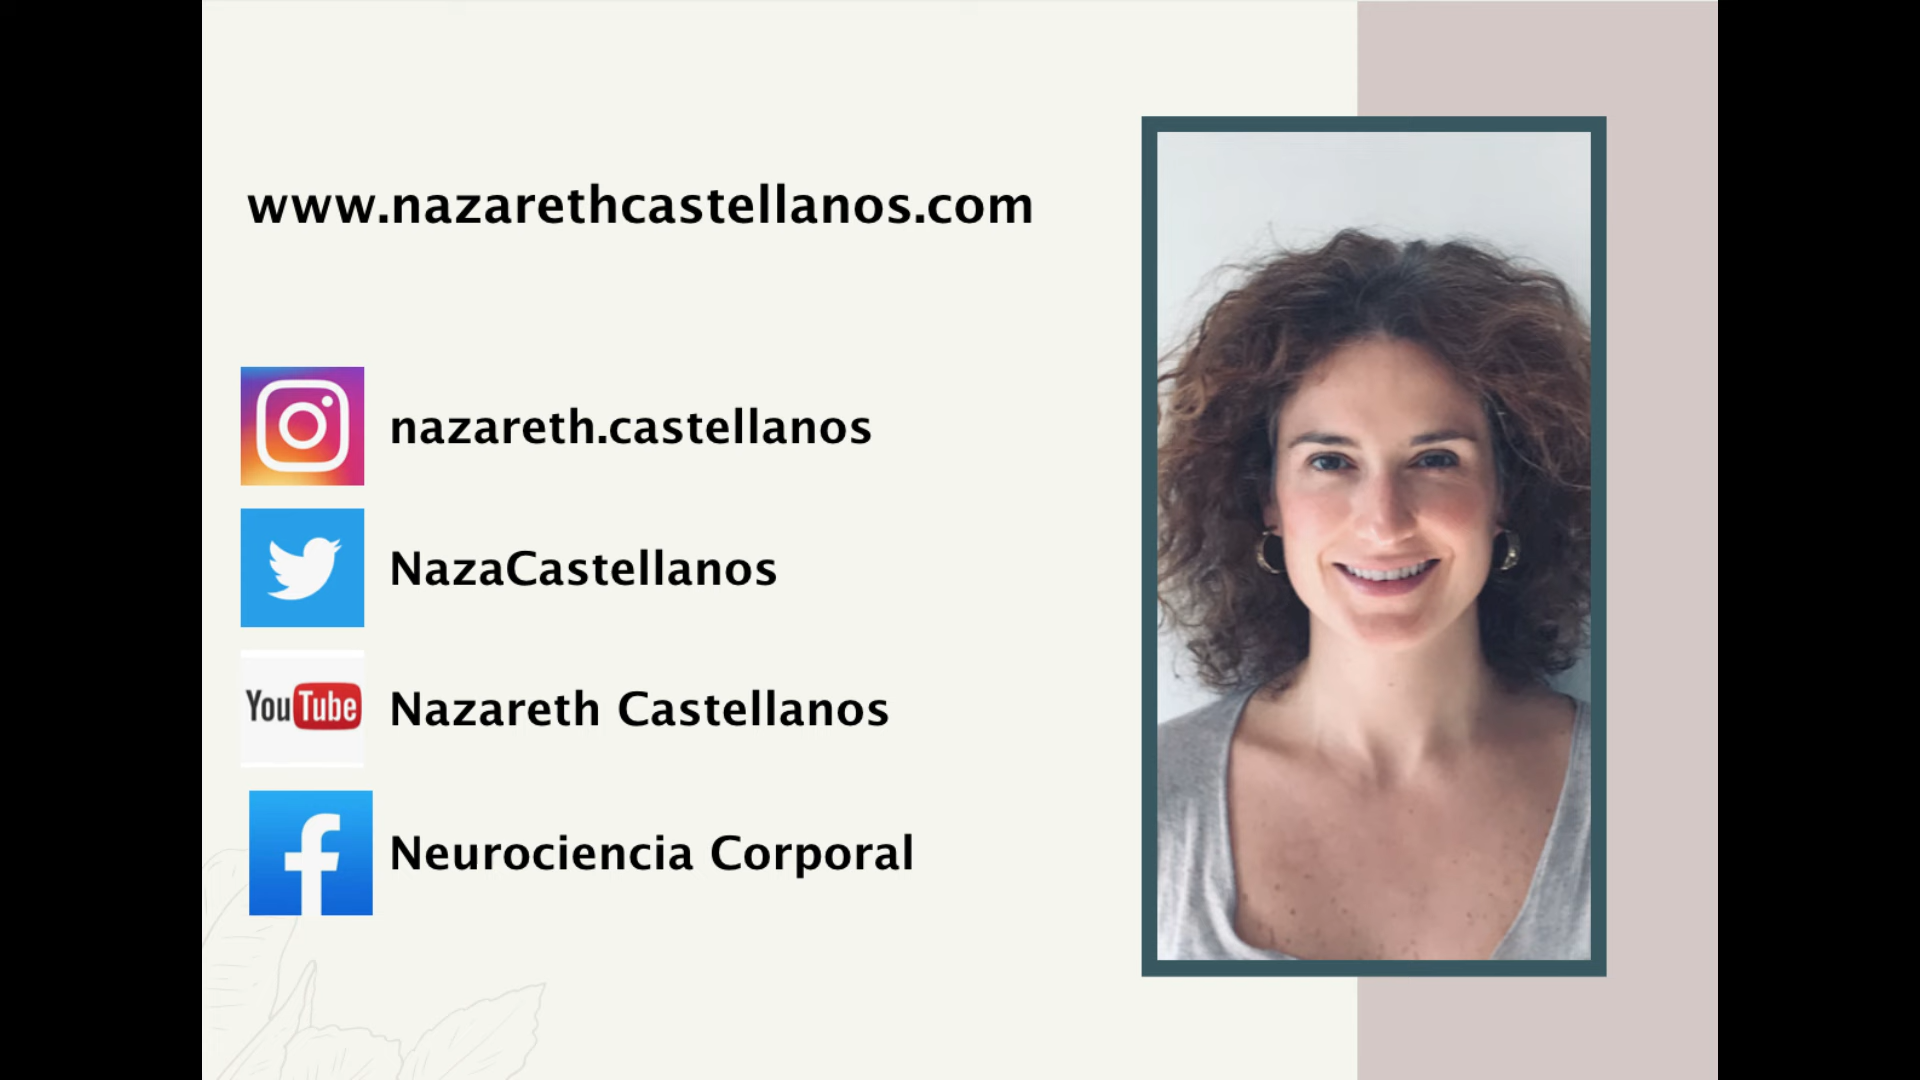 www.nazarethcastellanos.com
nazareth.castellanos
NazaCastellanos
YouTube Nazareth Castellanos
Neurociencia Corporal